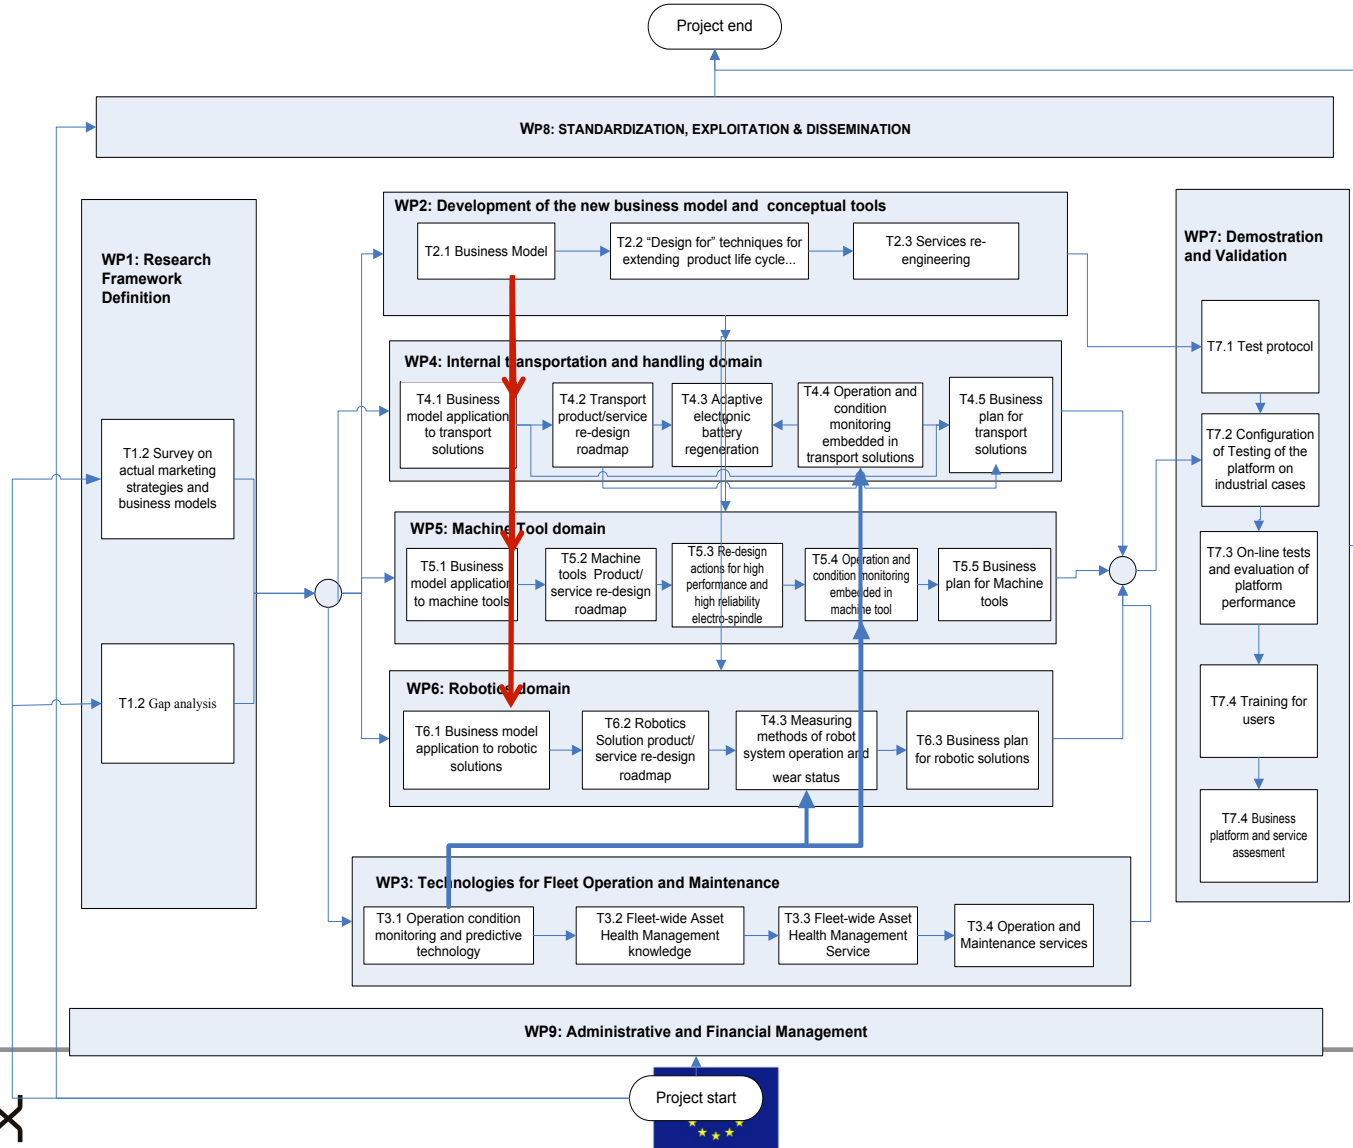 Project end
WP8: STANDARDIZATION, EXPLOITATION & DISSEMINATION
WP1: Research
Framework
Definition
T1.2 Survey on
actual marketing
strategies and
business models
T1.2 Gap analysis
WP2: Development of the new business model and conceptual tools
T2.1 Business Model
T2.2 “Design for” techniques for
extending product life cycle...
T2.3 Services re-
engineering
WP4: Internal transportation and handling domain
T4.1 Business
model application
to transport
solutions
T4.2 Transport
product/service
re-design
roadmap
T4.3 Adaptive
electronic
battery
regeneration
T4.4 Operation and
condition
monitoring
embedded in
transport solutions
T4.5 Business
plan for
transport
solutions
WP5: Machine Tool domain
T5.1 Business
model application
to machine tools
T5.2 Machine
tools Product/
service re-design
roadmap
T5.3 Re-design
actions for high
performance and
high reliability
electro-spindle
T5.4 Operation and
condition monitoring
embedded in
machine tool
T5.5 Business
plan for Machine
tools
WP6: Robotics domain
T6.1 Business model
application to robotic
solutions
T6.2 Robotics
Solution product/
service re-design
roadmap
T4.3 Measuring
methods of robot
system operation and
wear status
T6.3 Business plan
for robotic solutions
WP3: Technologies for Fleet Operation and Maintenance
T3.1 Operation condition
monitoring and predictive
technology
T3.2 Fleet-wide Asset
Health Management
knowledge
T3.3 Fleet-wide Asset
Health Management
Service
T3.4 Operation and
Maintenance services
WP7: Demostration
and Validation
T7.1 Test protocol
T7.2 Configuration
of Testing of the
platform on
industrial cases
T7.3 On-line tests
and evaluation of
platform
performance
T7.4 Training for
users
T7.4 Business
platform and service
assesment
WP9: Administrative and Financial Management
Project start